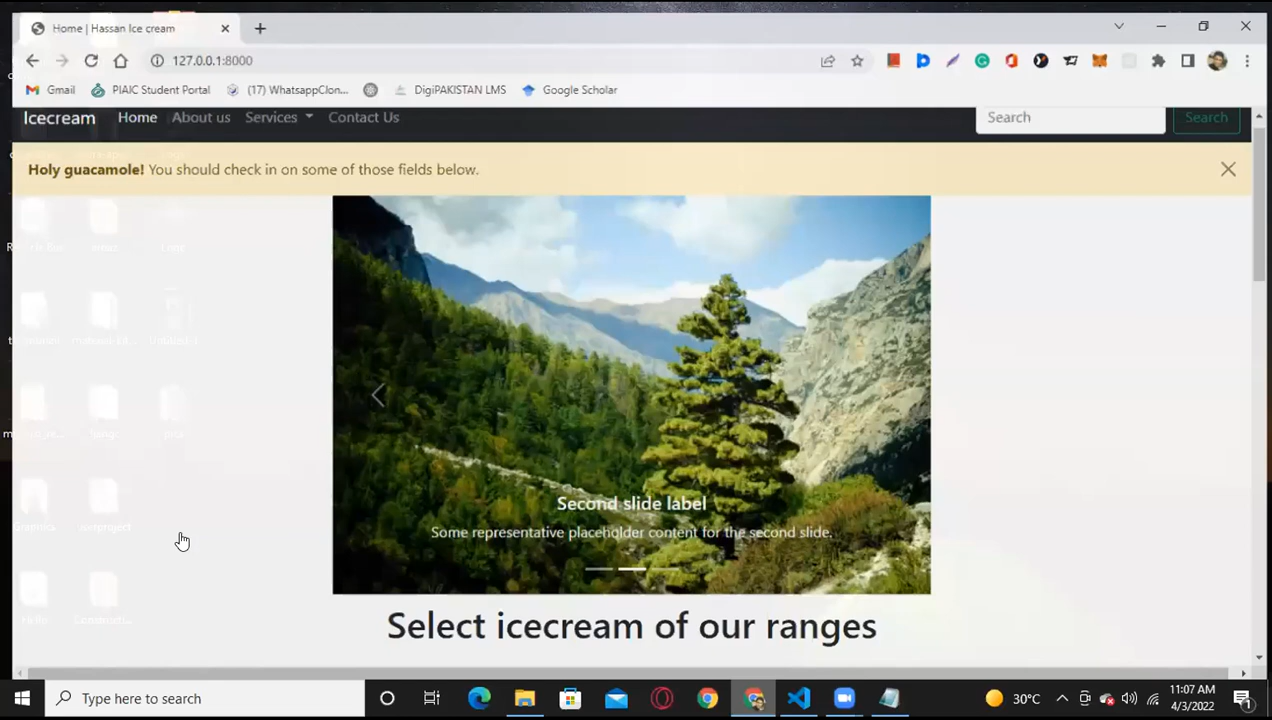 Home | Hassan Ice cream
127.0.0.1:8000
Gmail PIAIC Student Portal (17) WhatsappClon... DigiPAKISTAN LMS Google Scholar
Icecream Home About us Services Contact Us Search Search
Holy guacamole! You should check in on some of those fields below.
Second slide label
Some representative placeholder content for the second slide.
Select icecream of our ranges
Type here to search
30°C
11:07 AM
4/3/2022
1